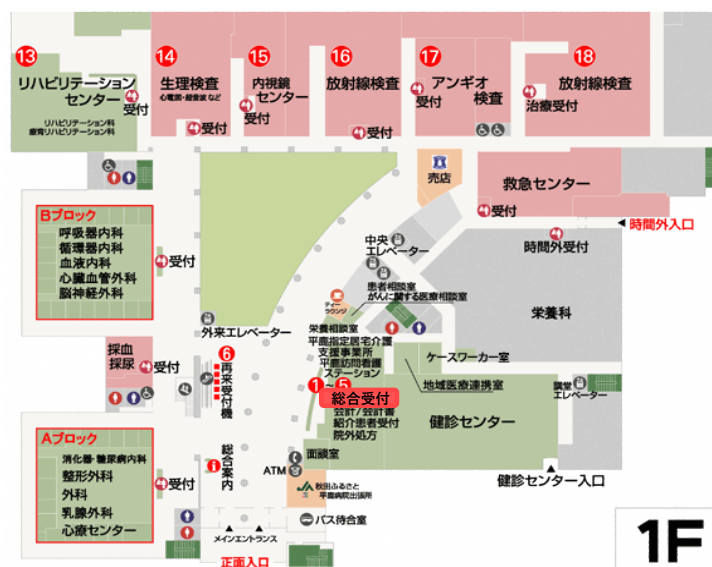 13
リハビリテーション
センター
受付
リハビリテーション科
療育リハビリテーション科
14
生理検査
心電図・超音波 など
受付
15
内視鏡
センター
受付
16
放射線検査
受付
17
アンギオ
検査
受付
18
放射線検査
治療受付
売店
救急センター
受付
時間外入口
時間外受付
Bブロック
呼吸器内科
循環器内科
血液内科
心臓血管外科
脳神経外科
受付
中央
エレベーター
患者相談室
がんに関する医療相談室
ティー
ラウンジ
栄養科
外来エレベーター
栄養相談室
平鹿指定居宅介護
支援事業所
平鹿訪問看護
ステーション
採血
採尿
受付
6
再来受付機
1
~
5
総合受付
会計/会計書
紹介患者受付
院外処方
ケースワーカー室
地域医療連携室
健診センター
講堂
エレベーター
Aブロック
消化器・糖尿病内科
整形外科
外科
乳腺外科
心療センター
受付
総合案内
面談室
ATM
JA
秋田ふるさと
平鹿病院出張所
健診センター入口
バス待合室
メインエントランス
正面入口
1F